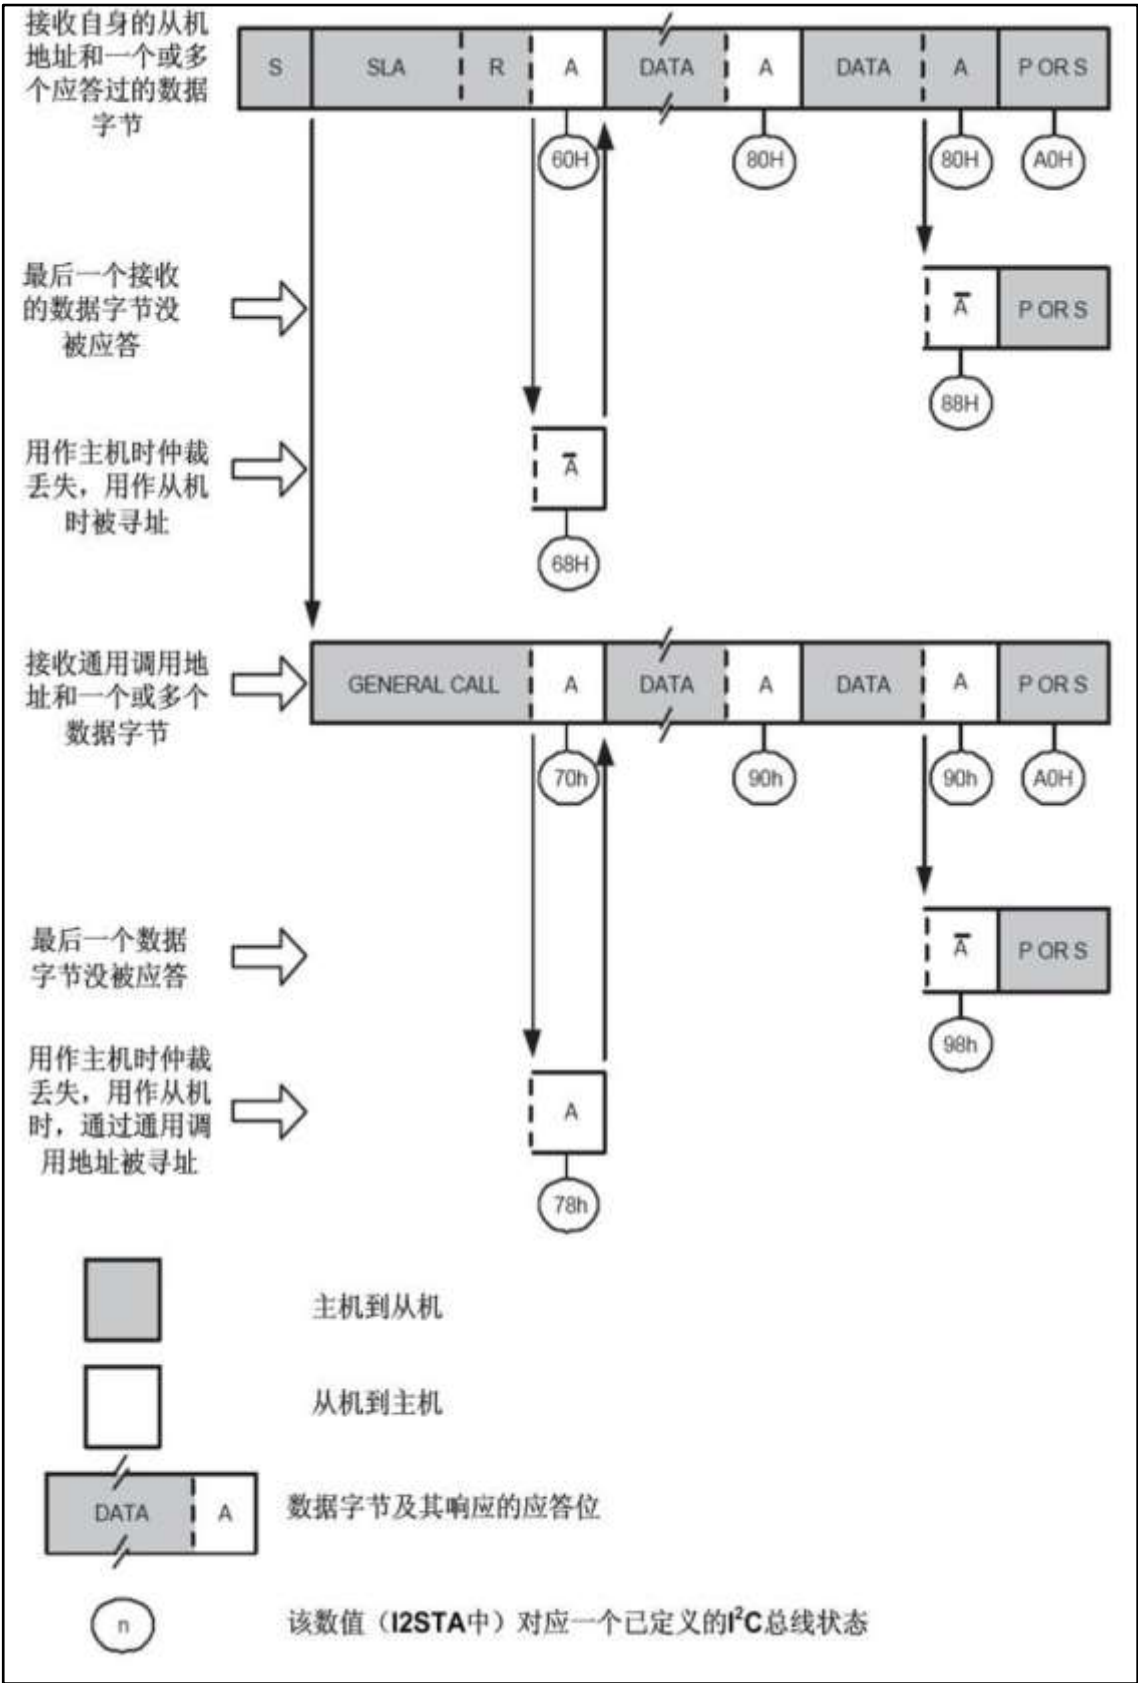 接收自身的从机
地址和一个或多
个应答过的数据
字节
S SLA R A DATA A DATA A P OR S
60H 80H 80H A0H
最后一个接收
的数据字节没
被应答
A̅ P OR S
88H
用作主机时仲裁
丢失，用作从机
时被寻址
A̅
68H
接收通用调用地
址和一个或多个
数据字节
GENERAL CALL A DATA A DATA A P OR S
70h 90h 90h A0H
最后一个数据
字节没被应答
A̅ P OR S
98h
用作主机时仲裁
丢失，用作从机
时，通过通用调
用地址被寻址
A
78h
主机到从机
从机到主机
DATA A 数据字节及其响应的应答位
n 该数值（I2STA中）对应一个已定义的I²C总线状态